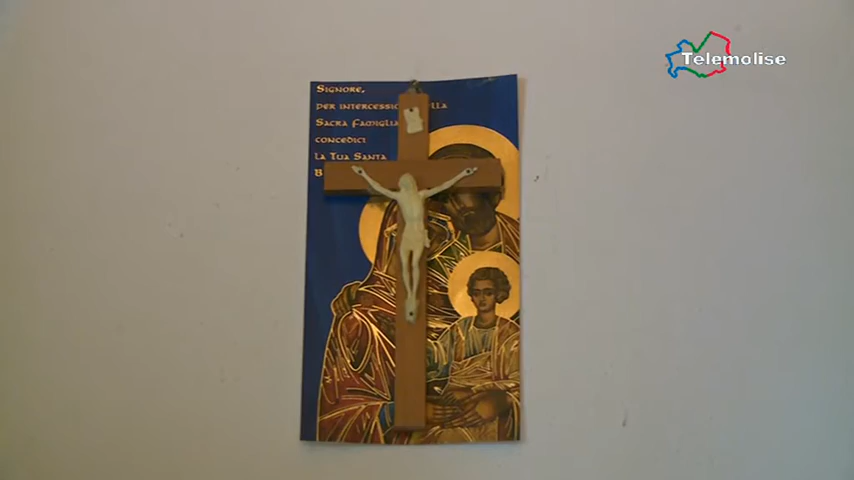 Telemolise
Signore,
per intercessio
Sacra Famiglia
concedici
la Tua Santa